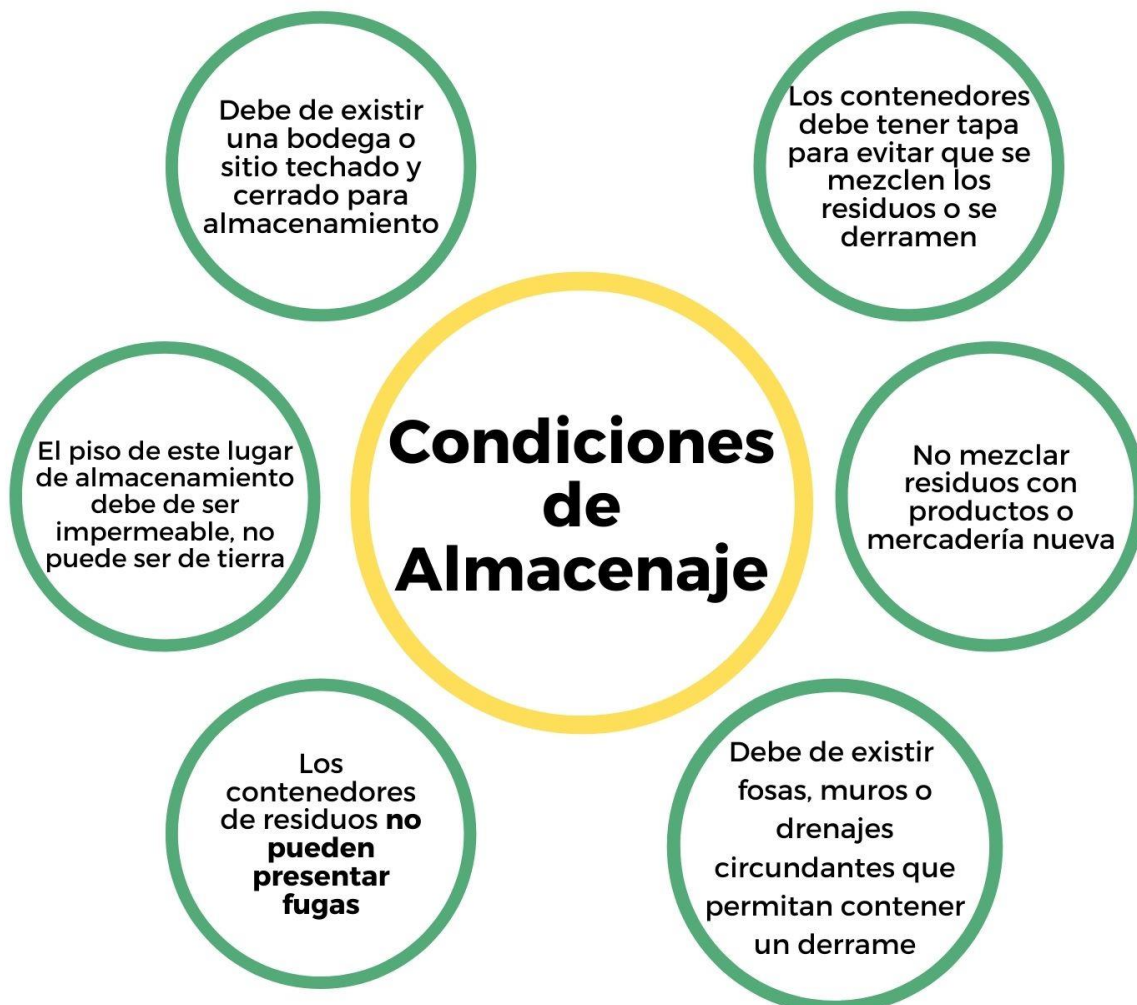 Debe de existir
una bodega o
sitio techado y
cerrado para
almacenamiento
Los contenedores
debe tener tapa
para evitar que se
mezclen los
residuos o se
derramen
El piso de este lugar
de almacenamiento
debe de ser
impermeable, no
puede ser de tierra
Condiciones
de
Almacenaje
No mezclar
residuos con
productos o
mercadería nueva
Los
contenedores
de residuos no
pueden
presentar
fugas
Debe de existir
fosas, muros o
drenajes
circundantes que
permitan contener
un derrame